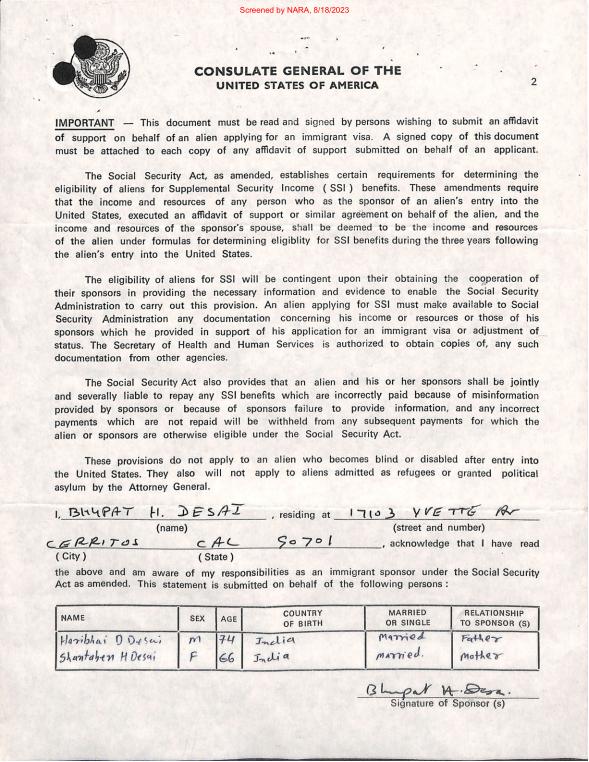 Screened by NARA, 8/18/2023
CONSULATE GENERAL OF THE
UNITED STATES OF AMERICA
2
IMPORTANT — This document must be read and signed by persons wishing to submit an affidavit
of support on behalf of an alien applying for an immigrant visa. A signed copy of this document
must be attached to each copy of any affidavit of support submitted on behalf of an applicant.
The Social Security Act, as amended, establishes certain requirements for determining the
eligibility of aliens for Supplemental Security Income ( SSI ) benefits. These amendments require
that the income and resources of any person who as the sponsor of an alien's entry into the
United States, executed an affidavit of support or similar agreement on behalf of the alien, and the
income and resources of the sponsor's spouse, shall be deemed to be the income and resources
of the alien under formulas for determining eligiblity for SSI benefits during the three years following
the alien's entry into the United States.
The eligibility of aliens for SSI will be contingent upon their obtaining the cooperation of
their sponsors in providing the necessary information and evidence to enable the Social Security
Administration to carry out this provision. An alien applying for SSI must make available to Social
Security Administration any documentation concerning his income or resources or those of his
sponsors which he provided in support of his application for an immigrant visa or adjustment of
status. The Secretary of Health and Human Services is authorized to obtain copies of, any such
documentation from other agencies.
The Social Security Act also provides that an alien and his or her sponsors shall be jointly
and severally liable to repay any SSI benefits which are incorrectly paid because of misinformation
provided by sponsors or because of sponsors failure to provide information, and any incorrect
payments which are not repaid will be withheld from any subsequent payments for which the
alien or sponsors are otherwise eligible under the Social Security Act.
These provisions do not apply to an alien who becomes blind or disabled after entry into
the United States. They also will not apply to aliens admitted as refugees or granted political
asylum by the Attorney General.
I, BHUPAT H. DESAI , residing at 17103 YVETTE Av
(name) (street and number)
CERRITOS CAL 90701 , acknowledge that I have read
( City ) ( State )
the above and am aware of my responsibilities as an immigrant sponsor under the Social Security
Act as amended. This statement is submitted on behalf of the following persons :
NAME SEX AGE COUNTRY OF BIRTH MARRIED OR SINGLE RELATIONSHIP TO SPONSOR (S)
Haribhai D Desai M 74 India Married Father
Shantaben H Desai F 66 India Married. Mother
Bhupat H. Desai
Signature of Sponsor (s)